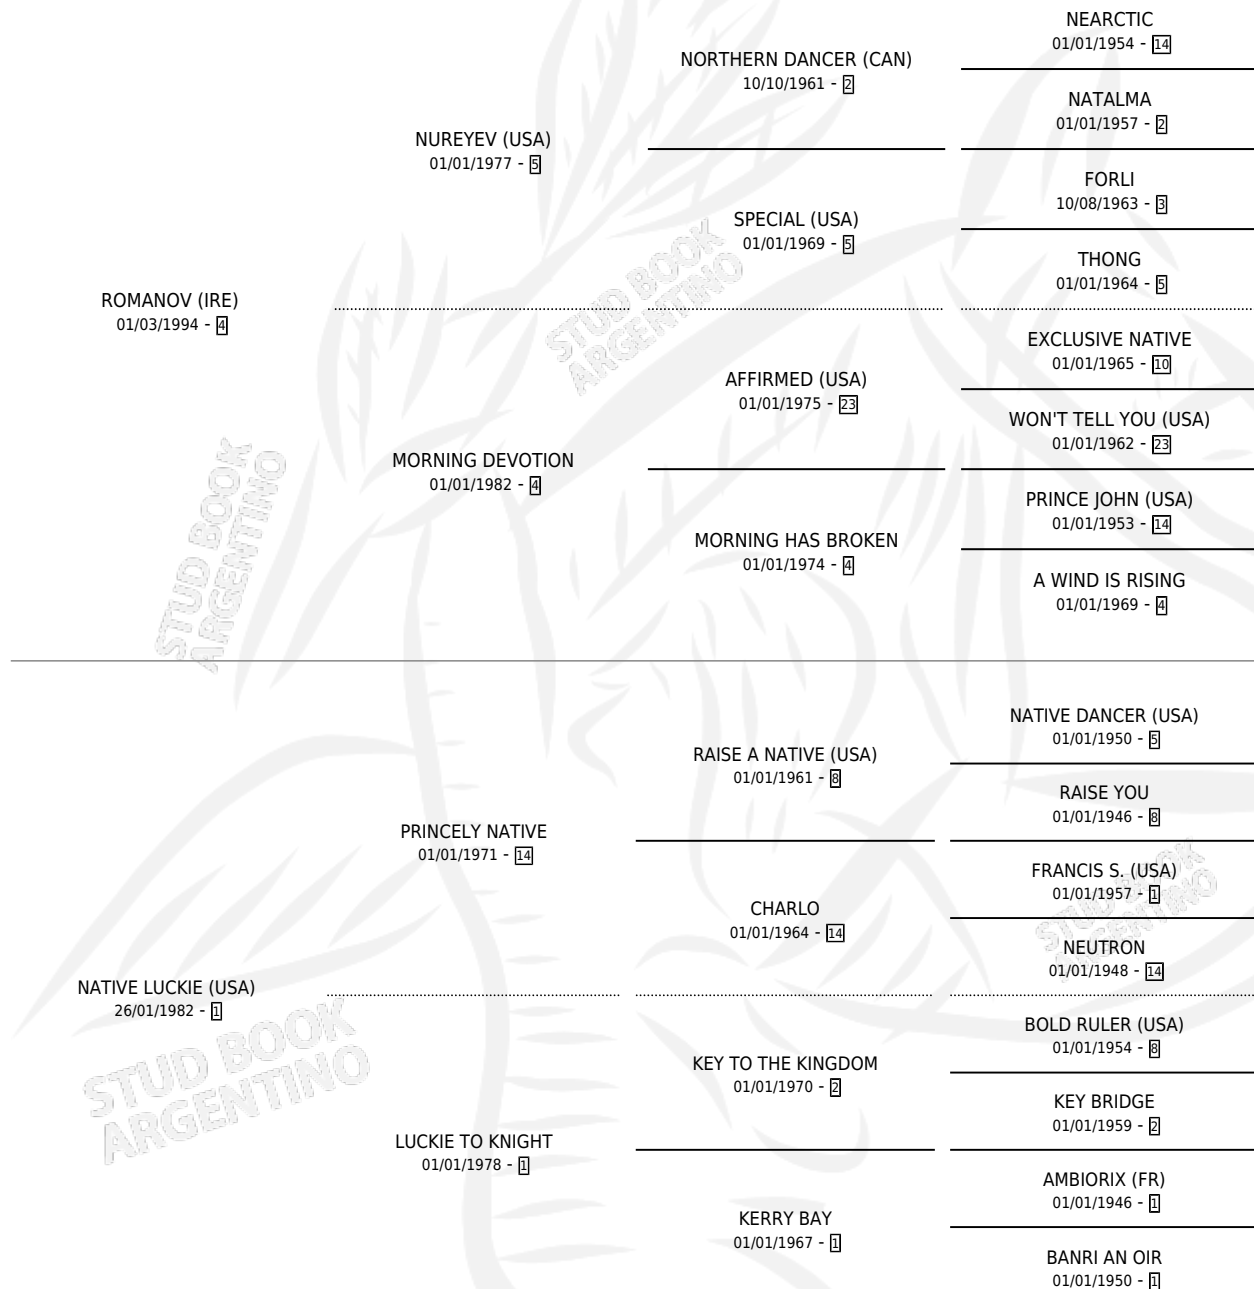 NEARCTIC
01/01/1954 - 14
NORTHERN DANCER (CAN)
10/10/1961 - 2
NATALMA
01/01/1957 - 2
NUREYEV (USA)
01/01/1977 - 5
FORLI
10/08/1963 - 3
SPECIAL (USA)
01/01/1969 - 5
THONG
01/01/1964 - 5
ROMANOV (IRE)
01/03/1994 - 4
EXCLUSIVE NATIVE
01/01/1965 - 10
AFFIRMED (USA)
01/01/1975 - 23
WON'T TELL YOU (USA)
01/01/1962 - 23
MORNING DEVOTION
01/01/1982 - 4
PRINCE JOHN (USA)
01/01/1953 - 14
MORNING HAS BROKEN
01/01/1974 - 4
A WIND IS RISING
01/01/1969 - 4
NATIVE DANCER (USA)
01/01/1950 - 5
RAISE A NATIVE (USA)
01/01/1961 - 8
RAISE YOU
01/01/1946 - 8
PRINCELY NATIVE
01/01/1971 - 14
FRANCIS S. (USA)
01/01/1957 - 1
CHARLO
01/01/1964 - 14
NEUTRON
01/01/1948 - 14
NATIVE LUCKIE (USA)
26/01/1982 - 1
BOLD RULER (USA)
01/01/1954 - 8
KEY TO THE KINGDOM
01/01/1970 - 2
KEY BRIDGE
01/01/1959 - 2
LUCKIE TO KNIGHT
01/01/1978 - 1
AMBIORIX (FR)
01/01/1946 - 1
KERRY BAY
01/01/1967 - 1
BANRI AN OIR
01/01/1950 - 1
STUD BOOK
ARGENTINO
STUD BOOK
ARGENTINO
STUD BOOK
ARGENTINO
STUD BOOK
ARGENTINO